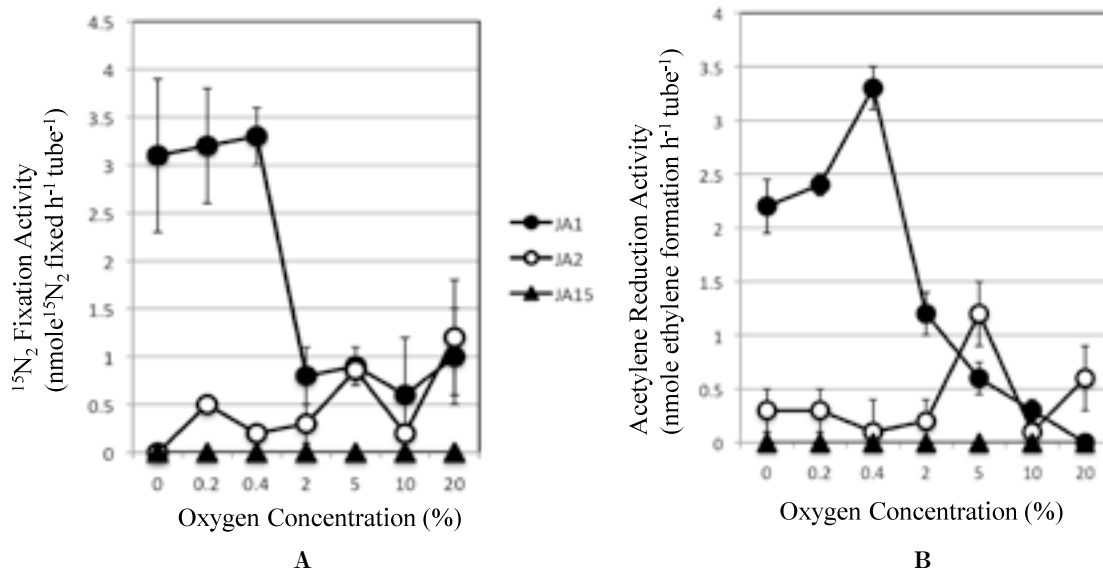 4.5
4
3.5
3
2.5
2
1.5
1
0.5
0
¹⁵N₂ Fixation Activity
(nmole¹⁵N₂ fixed h⁻¹ tube⁻¹)
0 0.2 0.4 2 5 10 20
Oxygen Concentration (%)
A
JA1
JA2
JA15
4
3.5
3
2.5
2
1.5
1
0.5
0
Acetylene Reduction Activity
(nmole ethylene formation h⁻¹ tube⁻¹)
0 0.2 0.4 2 5 10 20
Oxygen Concentration (%)
B